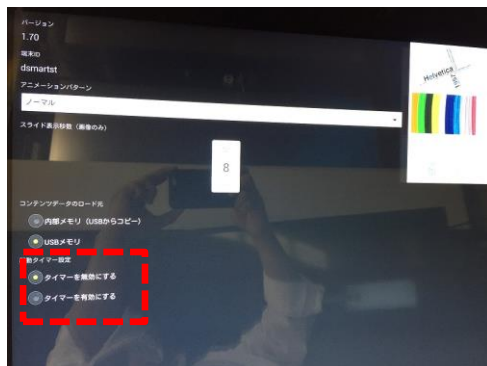 バージョン
1.70
端末ID
dsmartst
アニメーションパターン
ノーマル
スライド表示秒数（画像のみ）
8
コンテンツデータのロード元
内部メモリ（USBからコピー）
USBメモリ
動タイマー設定
タイマーを無効にする
タイマーを有効にする
Helvetica